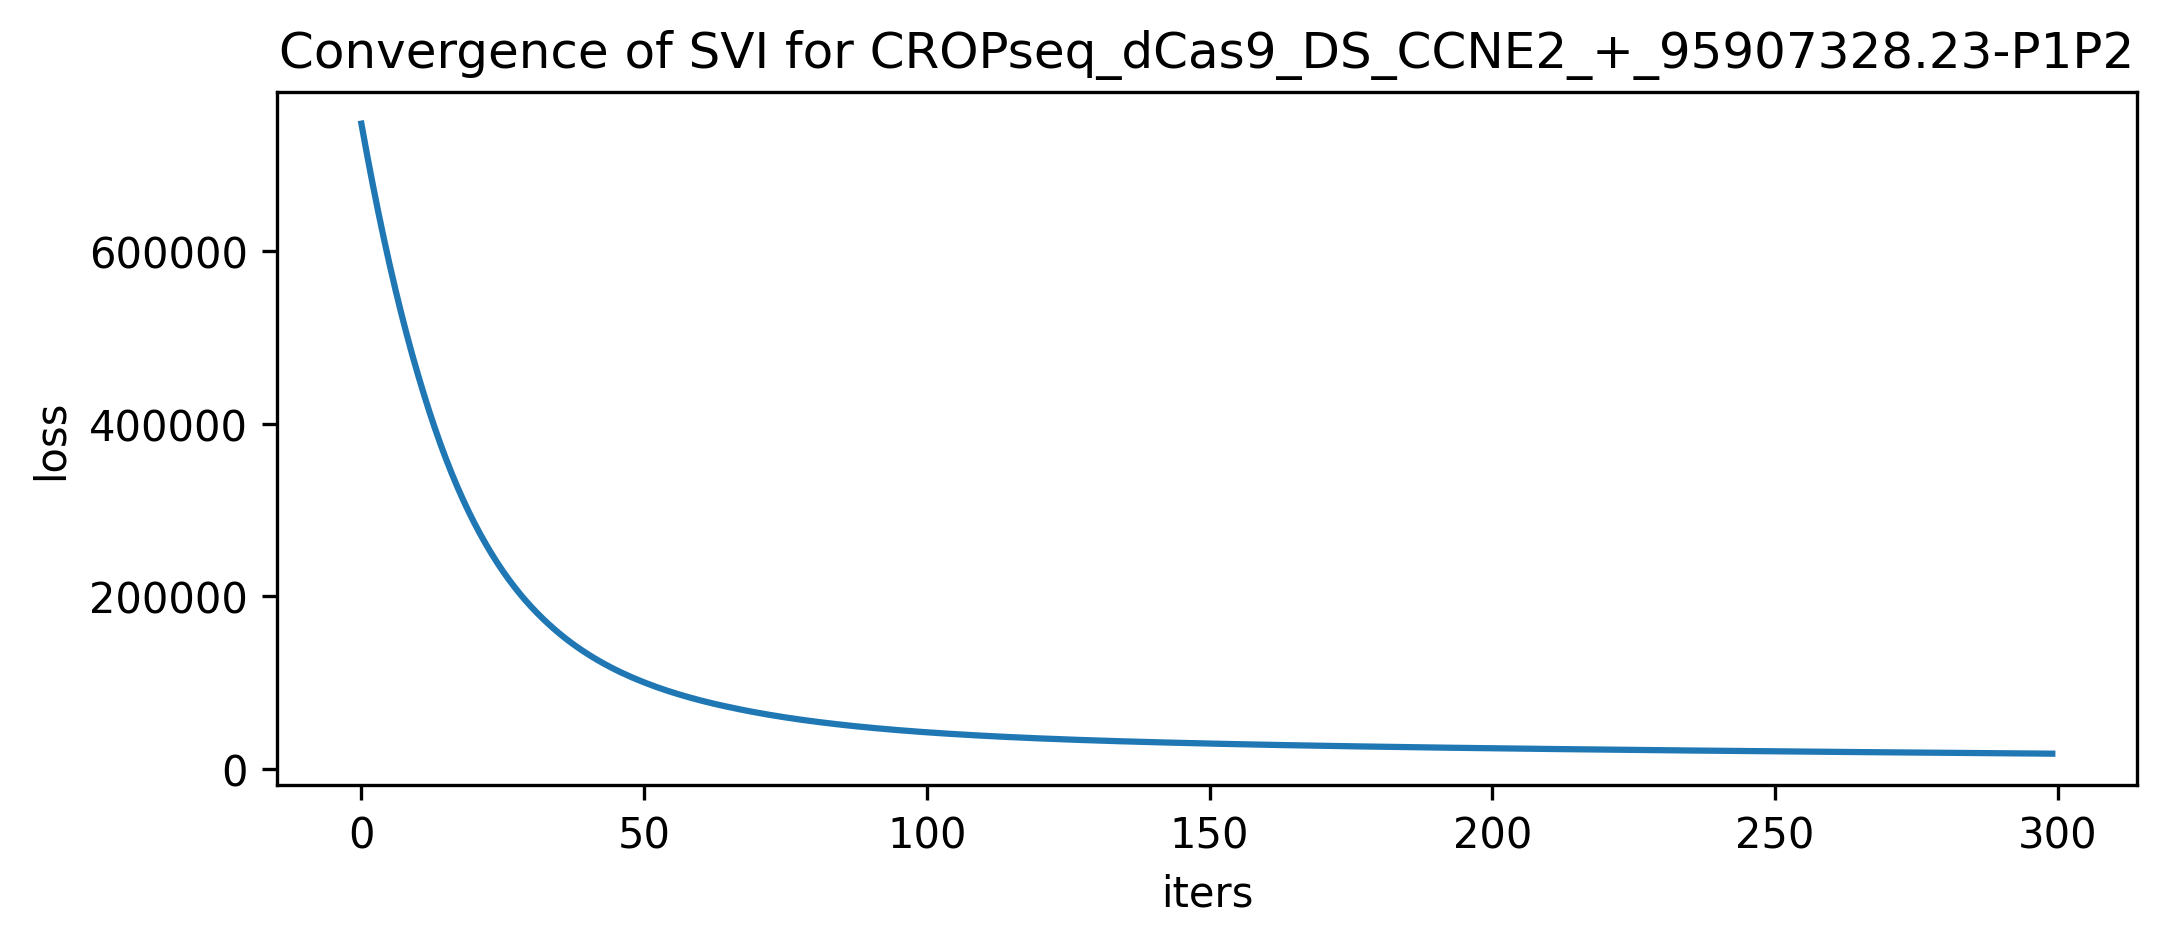 Convergence of SVI for CROPseq_dCas9_DS_CCNE2_+_95907328.23-P1P2
600000
400000
200000
0
loss
0 50 100 150 200 250 300
iters